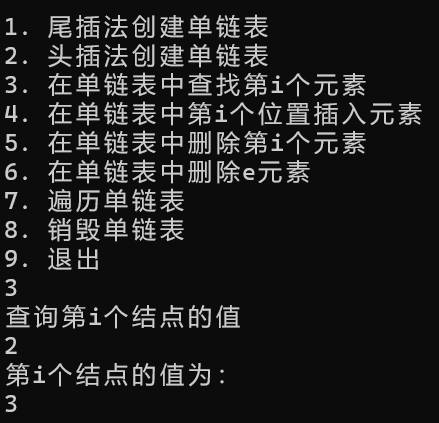 1. 尾插法创建单链表
2. 头插法创建单链表
3. 在单链表中查找第i个元素
4. 在单链表中第i个位置插入元素
5. 在单链表中删除第i个元素
6. 在单链表中删除e元素
7. 遍历单链表
8. 销毁单链表
9. 退出
3
查询第i个结点的值
2
第i个结点的值为:
3